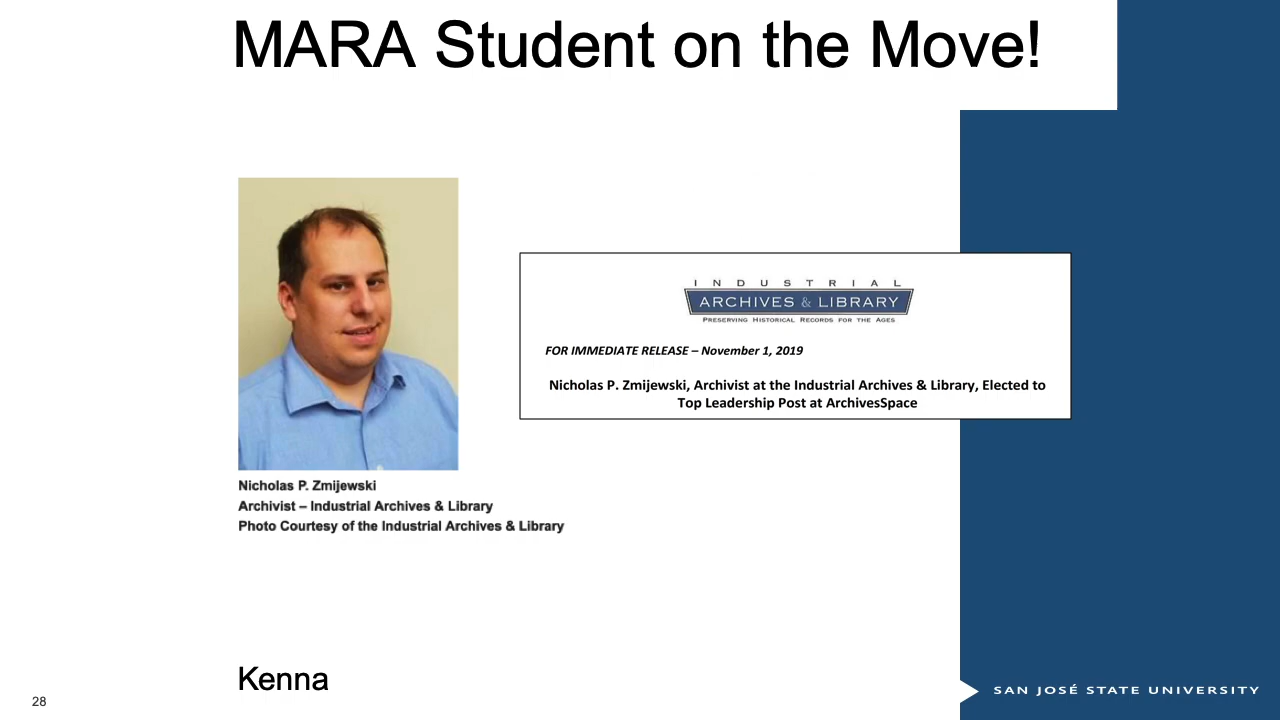 MARA Student on the Move!
INDUSTRIAL
ARCHIVES & LIBRARY
PRESERVING HISTORICAL RECORDS FOR THE AGES
FOR IMMEDIATE RELEASE – November 1, 2019
Nicholas P. Zmijewski, Archivist at the Industrial Archives & Library, Elected to
Top Leadership Post at ArchivesSpace
Nicholas P. Zmijewski
Archivist – Industrial Archives & Library
Photo Courtesy of the Industrial Archives & Library
Kenna
28
SAN JOSÉ STATE UNIVERSITY